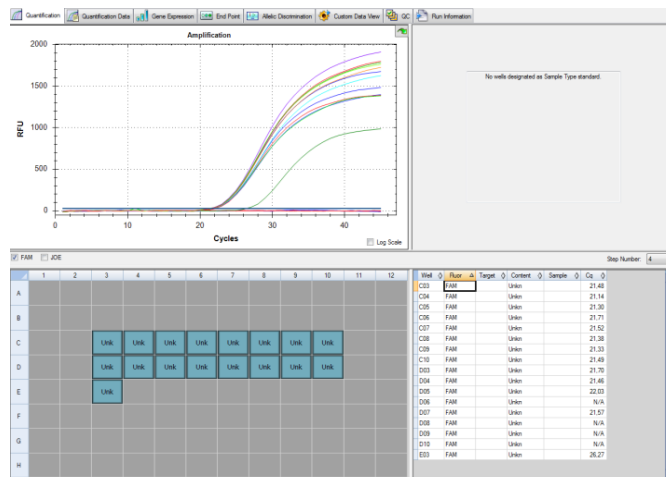 Quantification Quantification Data Gene Expression End Point Allelic Discrimination Custom Data View QC Run Information
Amplification
2000
1500
1000
500
0
RFU
0 10 20 30 40
Cycles
Log Scale
No wells designated as Sample Type standard.
FAM JOE
Step Number: 4
1 2 3 4 5 6 7 8 9 10 11 12
A
B
C Unk Unk Unk Unk Unk Unk Unk Unk
D Unk Unk Unk Unk Unk Unk Unk Unk
E Unk
F
G
H
Well Fluor Target Content Sample Cq
C03 FAM Unkn 21,48
C04 FAM Unkn 21,14
C05 FAM Unkn 21,30
C06 FAM Unkn 21,71
C07 FAM Unkn 21,52
C08 FAM Unkn 21,38
C09 FAM Unkn 21,33
C10 FAM Unkn 21,49
D03 FAM Unkn 21,70
D04 FAM Unkn 21,46
D05 FAM Unkn 22,03
D06 FAM Unkn N/A
D07 FAM Unkn 21,57
D08 FAM Unkn N/A
D09 FAM Unkn N/A
D10 FAM Unkn N/A
E03 FAM Unkn 26,27